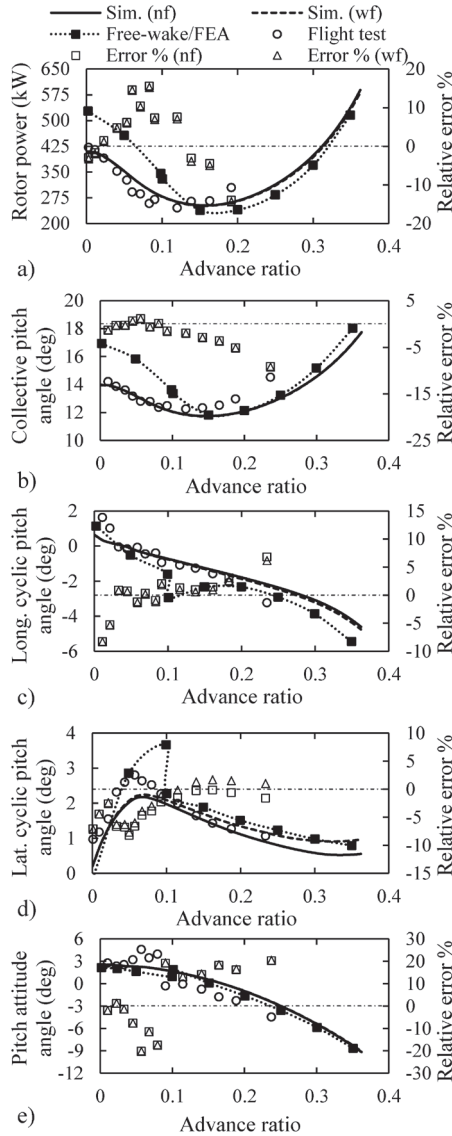 Sim. (nf) Sim. (wf)
Free-wake/FEA Flight test
Error % (nf) Error % (wf)
Rotor power (kW)
650
575
500
425
350
275
200
20
10
0
-10
-20
Relative error %
0 0.1 0.2 0.3 0.4
a) Advance ratio
Collective pitch
angle (deg)
20
18
16
14
12
10
5
0
-5
-10
-15
-20
-25
Relative error %
0 0.1 0.2 0.3 0.4
b) Advance ratio
Long. cyclic pitch
angle (deg)
2
0
-2
-4
-6
15
10
5
0
-5
-10
Relative error %
0 0.1 0.2 0.3 0.4
c) Advance ratio
Lat. cyclic pitch
angle (deg)
4
3
2
1
0
10
5
0
-5
-10
-15
Relative error %
0 0.1 0.2 0.3 0.4
d) Advance ratio
Pitch attitude
angle (deg)
6
3
0
-3
-6
-9
-12
30
20
10
0
-10
-20
-30
Relative error %
0 0.1 0.2 0.3 0.4
e) Advance ratio